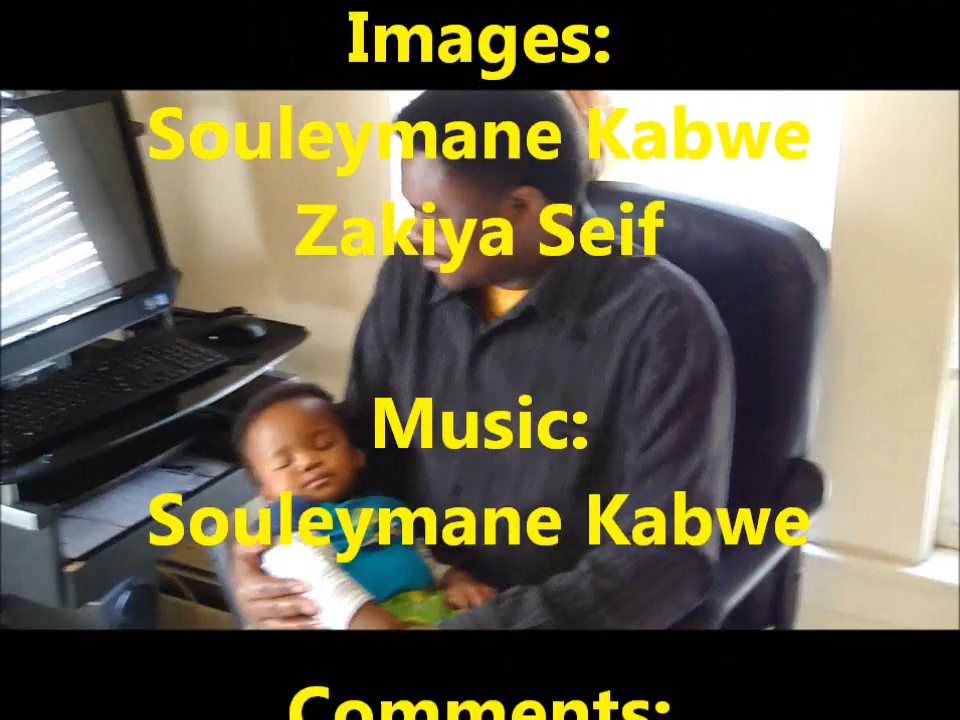 Images:
Souleymane Kabwe
Zakiya Seif
Music:
Souleymane Kabwe
Comments: